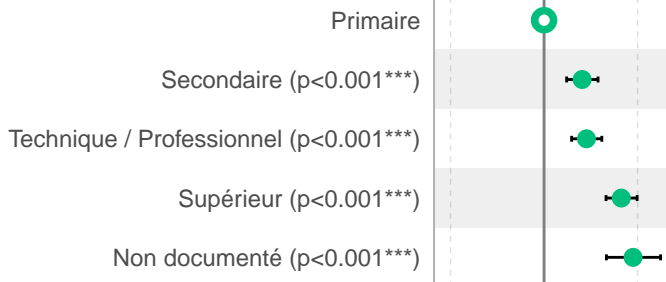 Primaire
Secondaire (p<0.001***)
Technique / Professionnel (p<0.001***)
Supérieur (p<0.001***)
Non documenté (p<0.001***)